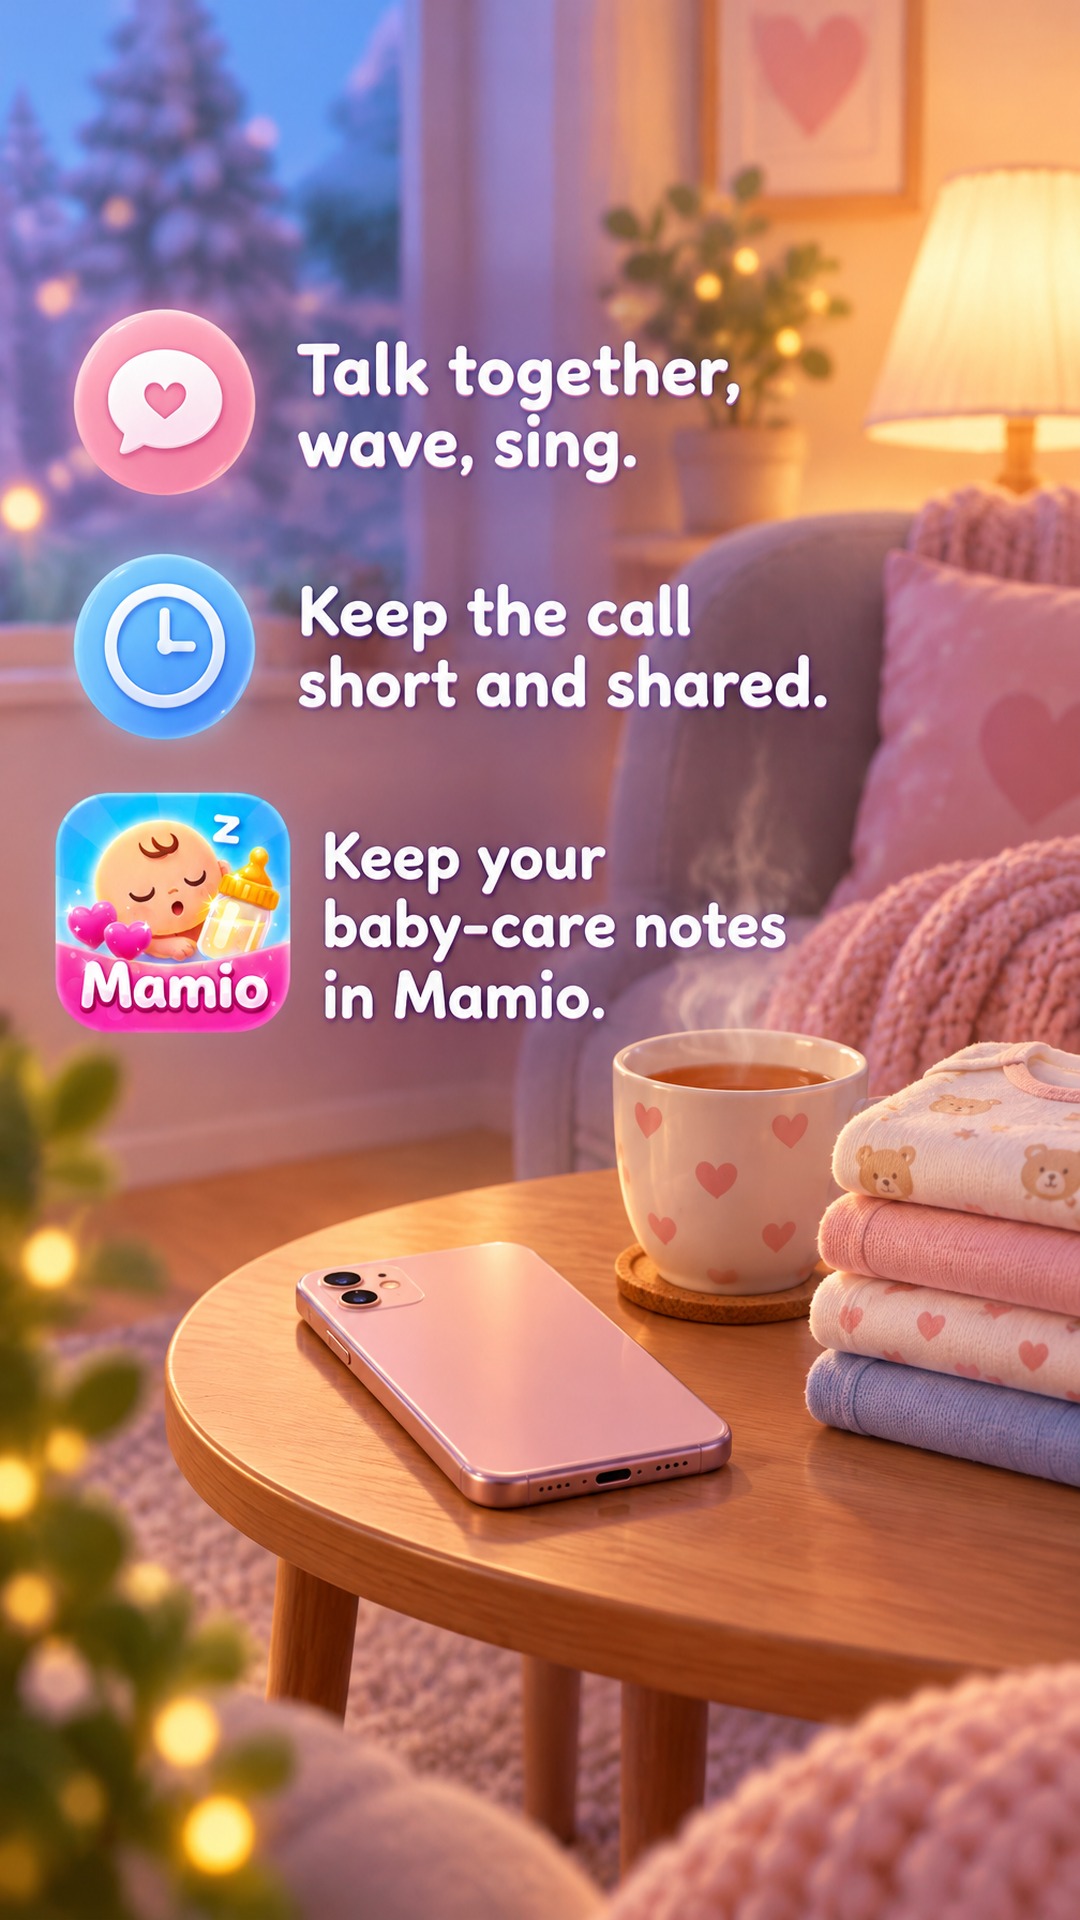 Talk together,
wave, sing.
Keep the call
short and shared.
z
Mamio
Keep your
baby-care notes
in Mamio.